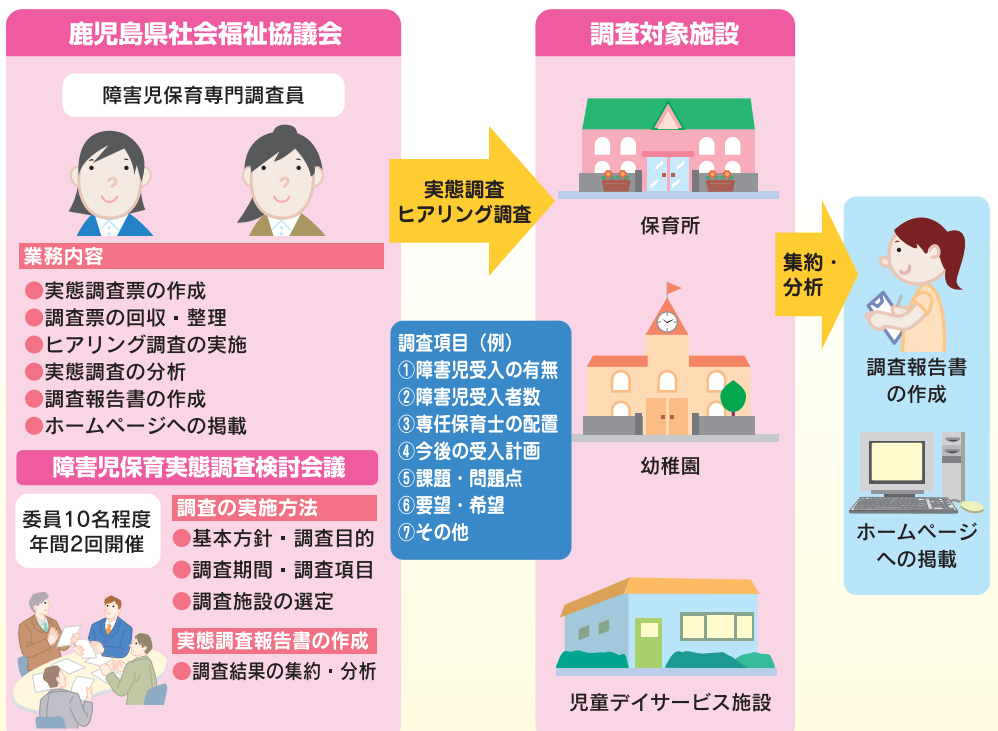 鹿児島県社会福祉協議会
障害児保育専門調査員
業務内容
●実態調査票の作成
●調査票の回収・整理
●ヒアリング調査の実施
●実態調査の分析
●調査報告書の作成
●ホームページへの掲載
障害児保育実態調査検討会議
委員10名程度
年間2回開催
調査の実施方法
●基本方針・調査目的
●調査期間・調査項目
●調査施設の選定
実態調査報告書の作成
●調査結果の集約・分析
実態調査
ヒアリング調査
調査項目（例）
①障害児受入の有無
②障害児受入者数
③専任保育士の配置
④今後の受入計画
⑤課題・問題点
⑥要望・希望
⑦その他
調査対象施設
保育所
幼稚園
児童デイサービス施設
集約・
分析
調査報告書
の作成
ホームページ
への掲載